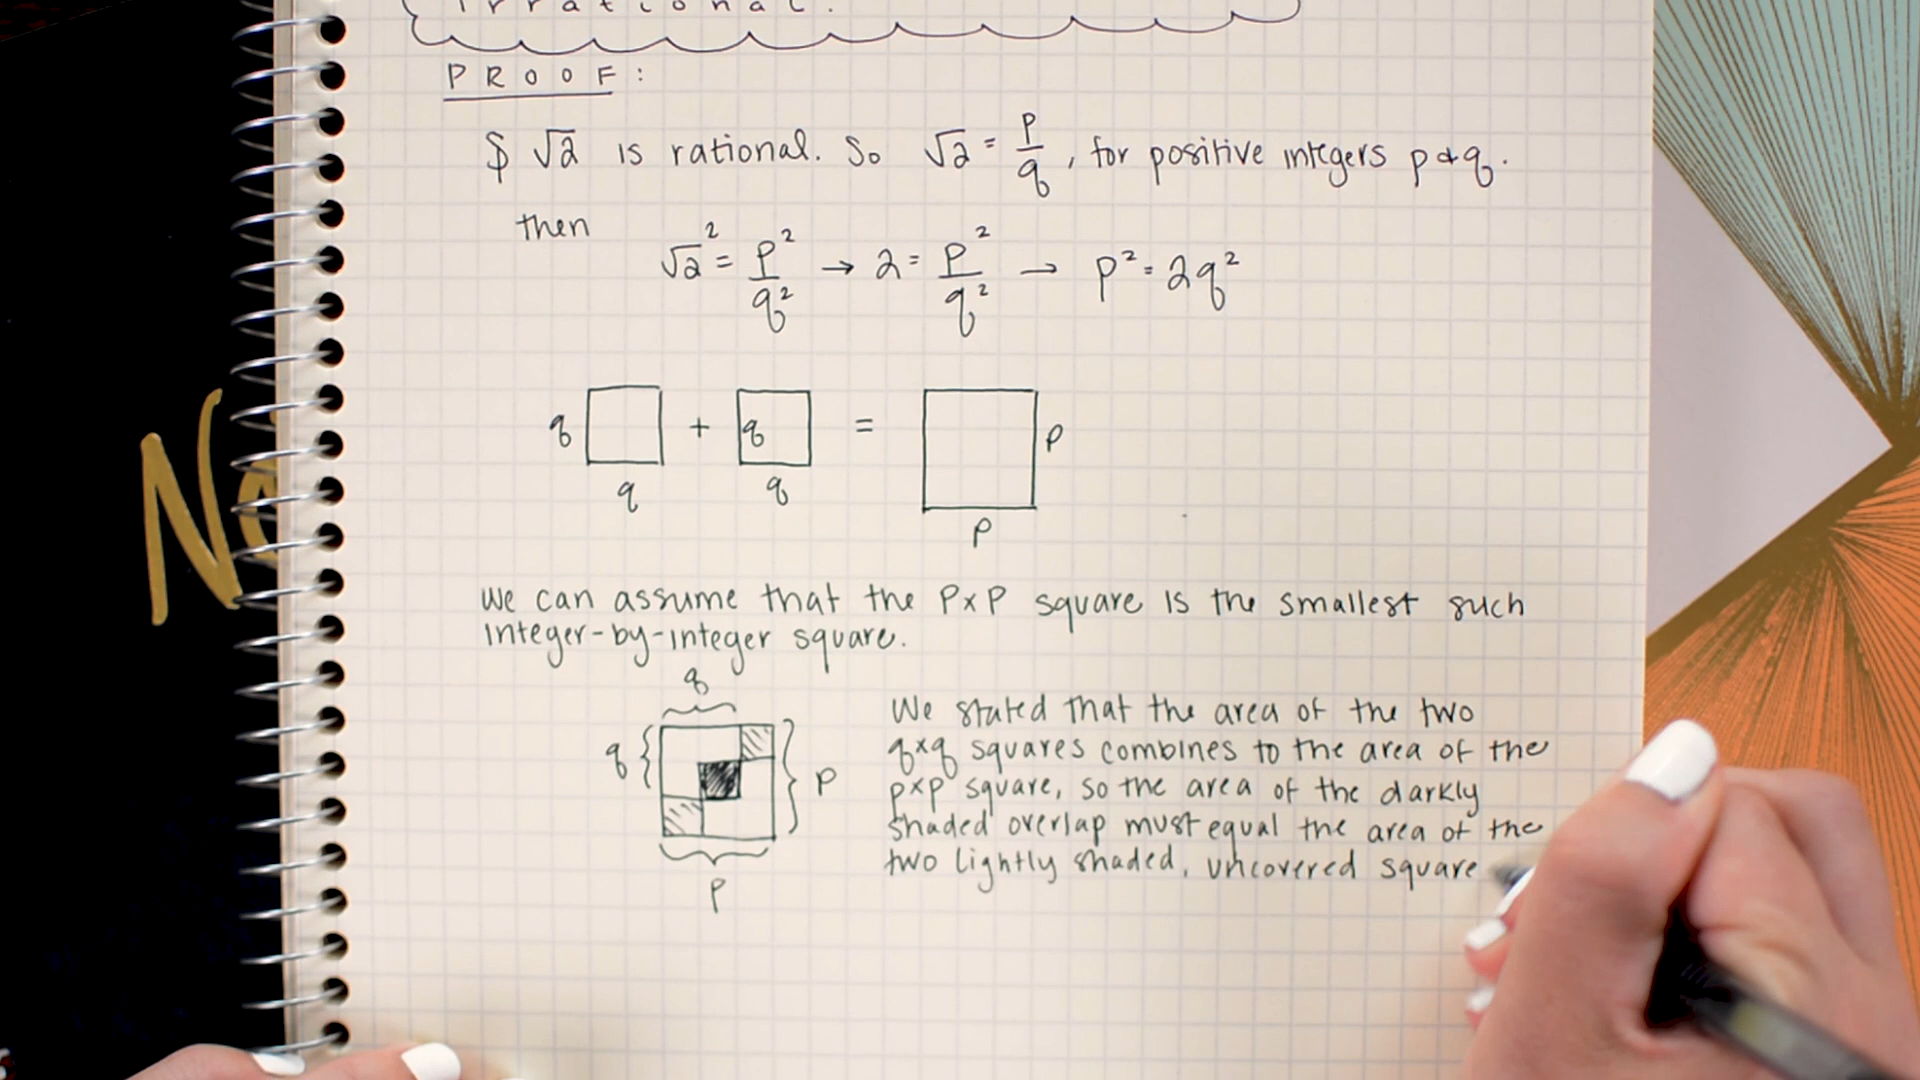 irrational.
PROOF:
$ √2 is rational. So √2 = p/q, for positive integers p & q.
then
√2² = p²/q² → 2 = p²/q² → p² = 2q²
q + q = p
q q p
We can assume that the P×P square is the smallest such
integer-by-integer square.
q
q p
p
We stated that the area of the two
q×q squares combines to the area of the
p×p square, so the area of the darkly
shaded overlap must equal the area of the
two lightly shaded, uncovered square
No